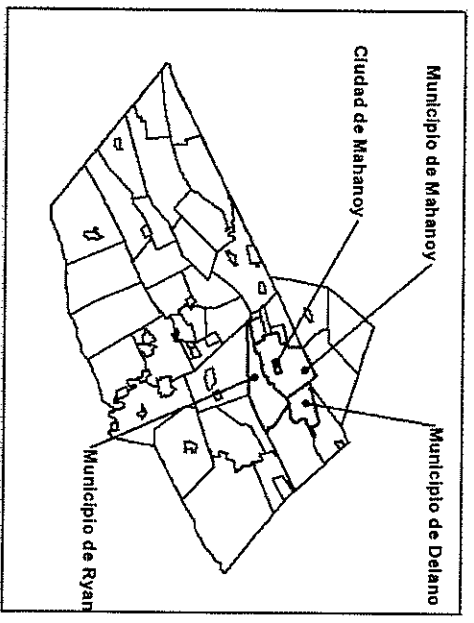 Municipio de Mahanoy
Ciudad de Mahanoy
Municipio de Delano
Municipio de Ryan